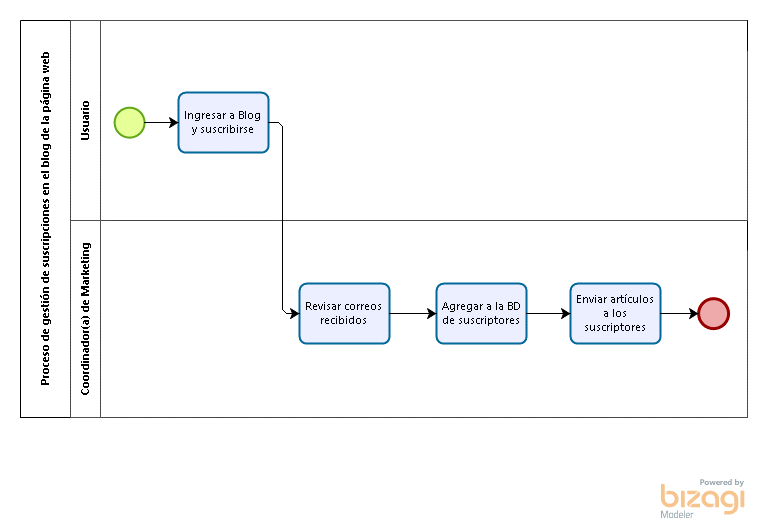 Proceso de gestión de suscripciones en el blog de la página web
Usuario
Ingresar a Blog
y suscribirse
Coordinador(a) de Marketing
Revisar correos
recibidos
Agregar a la BD
de suscriptores
Enviar artículos
a los
suscriptores
Powered by
bizagi
Modeler